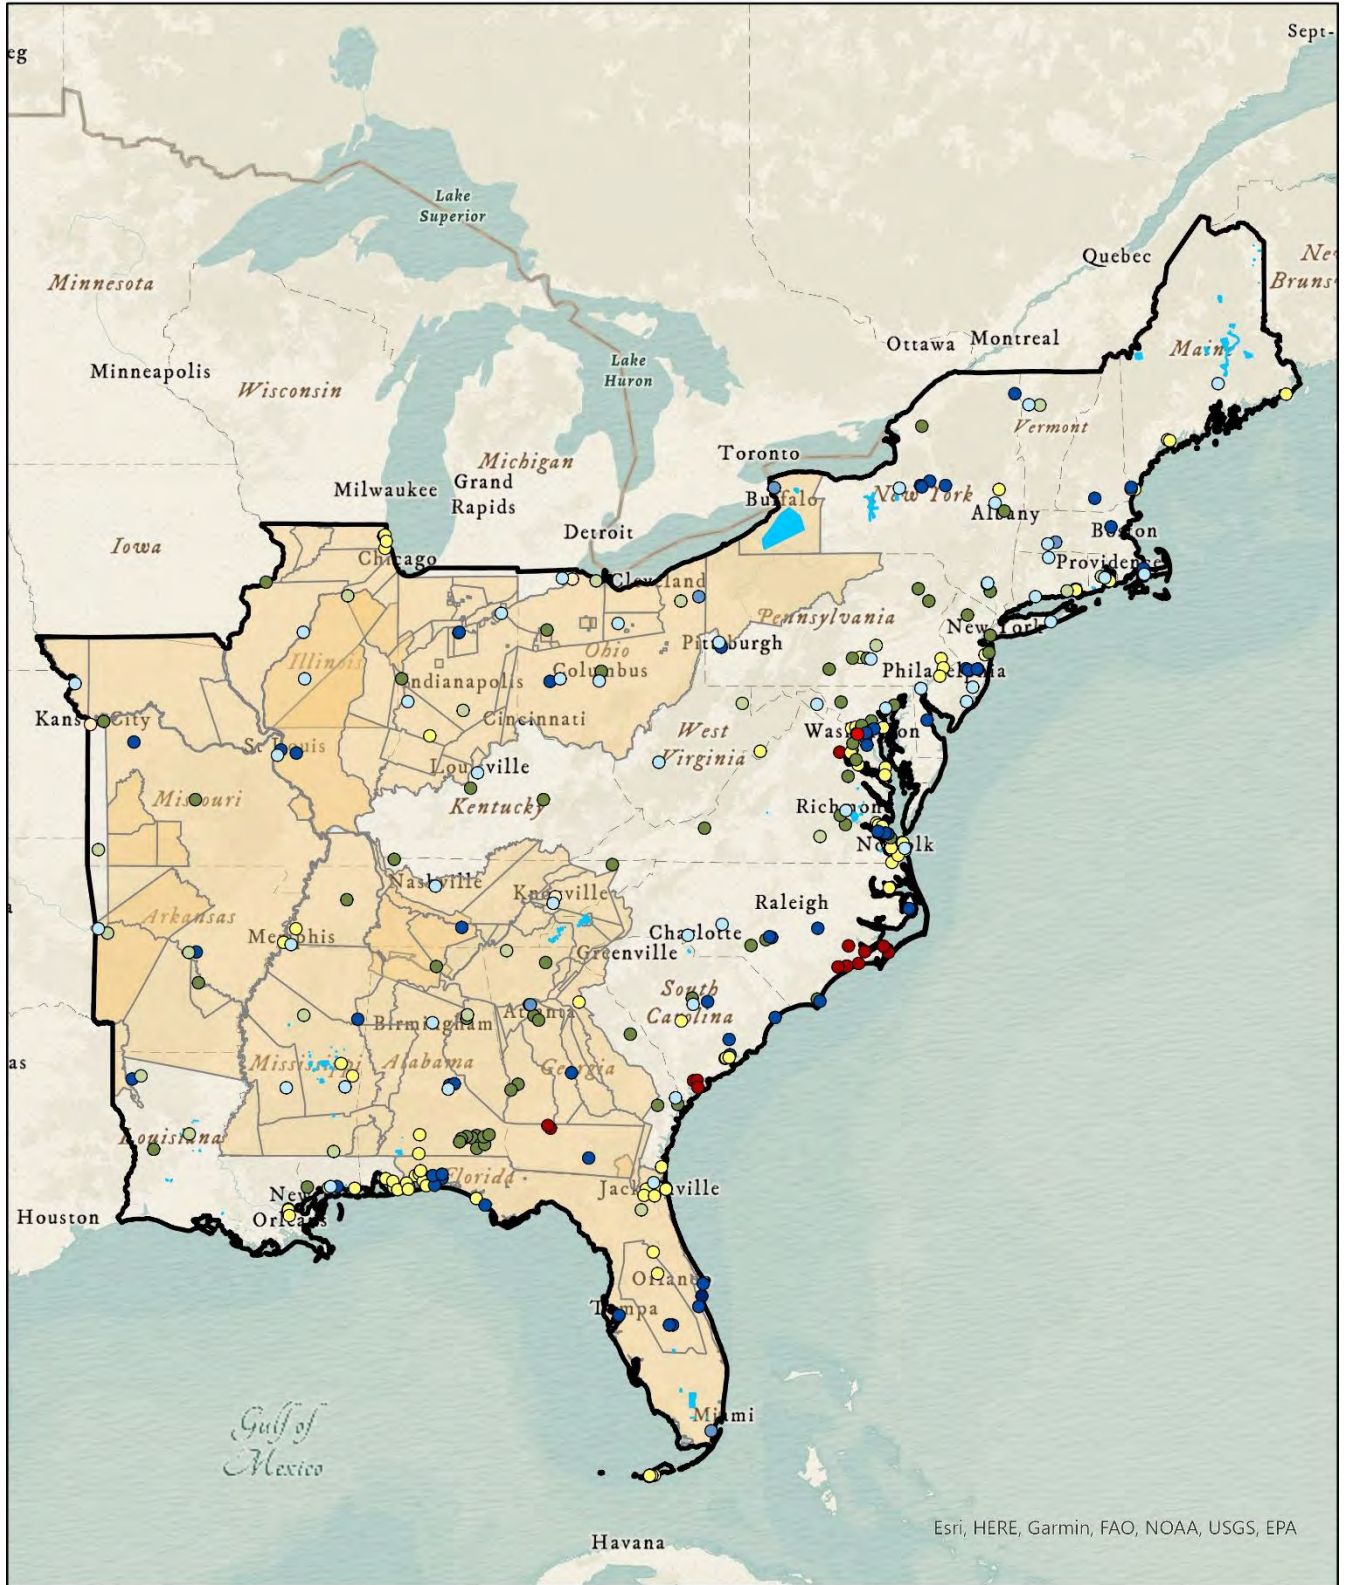 Sept-
eg
Lake
Superior
Quebec
Ne
Bruns
Minnesota
Ottawa
Montreal
Main
Lake
Huron
Minneapolis
Wisconsin
Vermont
Toronto
Michigan
Milwaukee
Grand
Rapids
Buffalo
New York
Albany
Detroit
Boston
Iowa
Chicago
Providence
Cleveland
Pennsylvania
New York
Pittsburgh
Ohio
Illinois
Columbus
Philadelphia
Indianapolis
Kansas City
Cincinnati
West
Virginia
Washington
St Louis
Louisville
Missouri
Kentucky
Richmond
Norfolk
Nashville
Knoxville
Raleigh
Arkansas
Memphis
Charlotte
Greenville
South
Carolina
Atlanta
Birmingham
as
Mississippi
Alabama
Georgia
Louisiana
Florida
Jacksonville
New
Orleans
Houston
Orlando
Tampa
Gulf of
Mexico
Miami
Esri, HERE, Garmin, FAO, NOAA, USGS, EPA
Havana